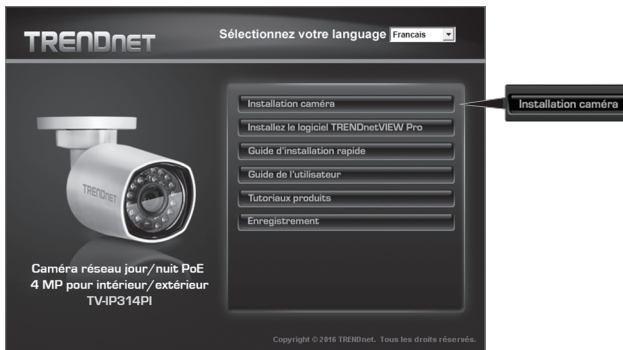 TRENDnet
Sélectionnez votre language Francais
Installation caméra
Installation caméra
Installez le logiciel TRENDnetVIEW Pro
Guide d'installation rapide
Guide de l'utilisateur
Tutoriaux produits
Enregistrement
TRENDnet
Caméra réseau jour/nuit PoE
4 MP pour intérieur/extérieur
TV-IP314PI
Copyright © 2016 TRENDnet. Tous les droits réservés.